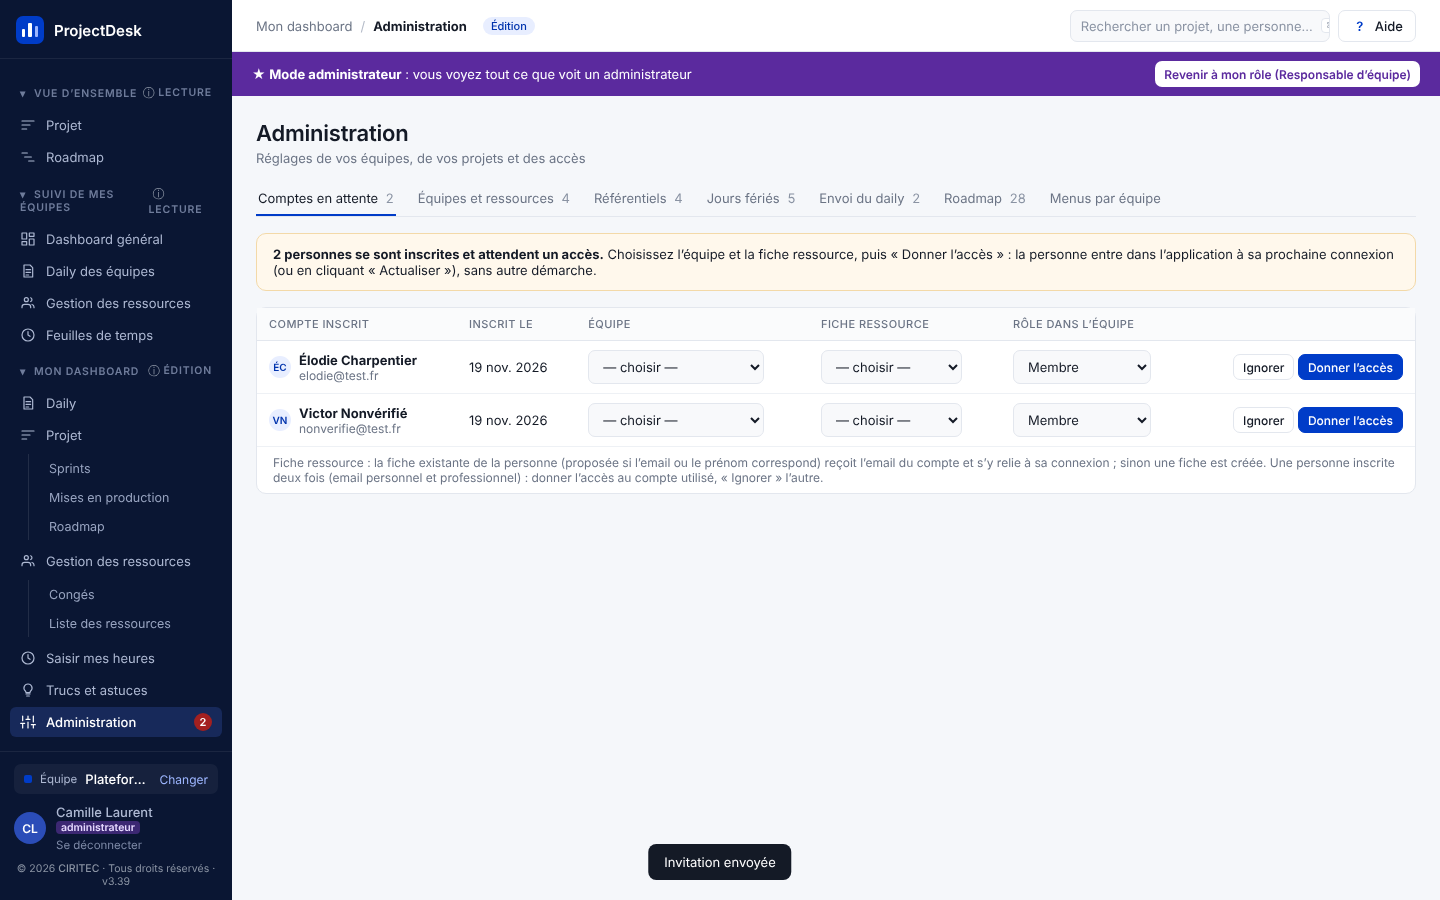 ProjectDesk
VUE D’ENSEMBLE LECTURE
Projet
Roadmap
SUIVI DE MES ÉQUIPES LECTURE
Dashboard général
Daily des équipes
Gestion des ressources
Feuilles de temps
MON DASHBOARD ÉDITION
Daily
Projet
Sprints
Mises en production
Roadmap
Gestion des ressources
Congés
Liste des ressources
Saisir mes heures
Trucs et astuces
Administration 2
Équipe Platefor... Changer
CL Camille Laurent
administrateur
Se déconnecter
© 2026 CIRITEC · Tous droits réservés ·
v3.39
Mon dashboard / Administration Édition
Rechercher un projet, une personne...
? Aide
★ Mode administrateur : vous voyez tout ce que voit un administrateur
Revenir à mon rôle (Responsable d’équipe)
Administration
Réglages de vos équipes, de vos projets et des accès
Comptes en attente 2 Équipes et ressources 4 Référentiels 4 Jours fériés 5 Envoi du daily 2 Roadmap 28 Menus par équipe
2 personnes se sont inscrites et attendent un accès. Choisissez l’équipe et la fiche ressource, puis « Donner l’accès » : la personne entre dans l’application à sa prochaine connexion
(ou en cliquant « Actualiser »), sans autre démarche.
COMPTE INSCRIT INSCRIT LE ÉQUIPE FICHE RESSOURCE RÔLE DANS L’ÉQUIPE
ÉC Élodie Charpentier 19 nov. 2026 — choisir — — choisir — Membre Ignorer Donner l’accès
elodie@test.fr
VN Victor Nonvérifié 19 nov. 2026 — choisir — — choisir — Membre Ignorer Donner l’accès
nonverifie@test.fr
Fiche ressource : la fiche existante de la personne (proposée si l’email ou le prénom correspond) reçoit l’email du compte et s’y relie à sa connexion ; sinon une fiche est créée. Une personne inscrite
deux fois (email personnel et professionnel) : donner l’accès au compte utilisé, « Ignorer » l’autre.
Invitation envoyée